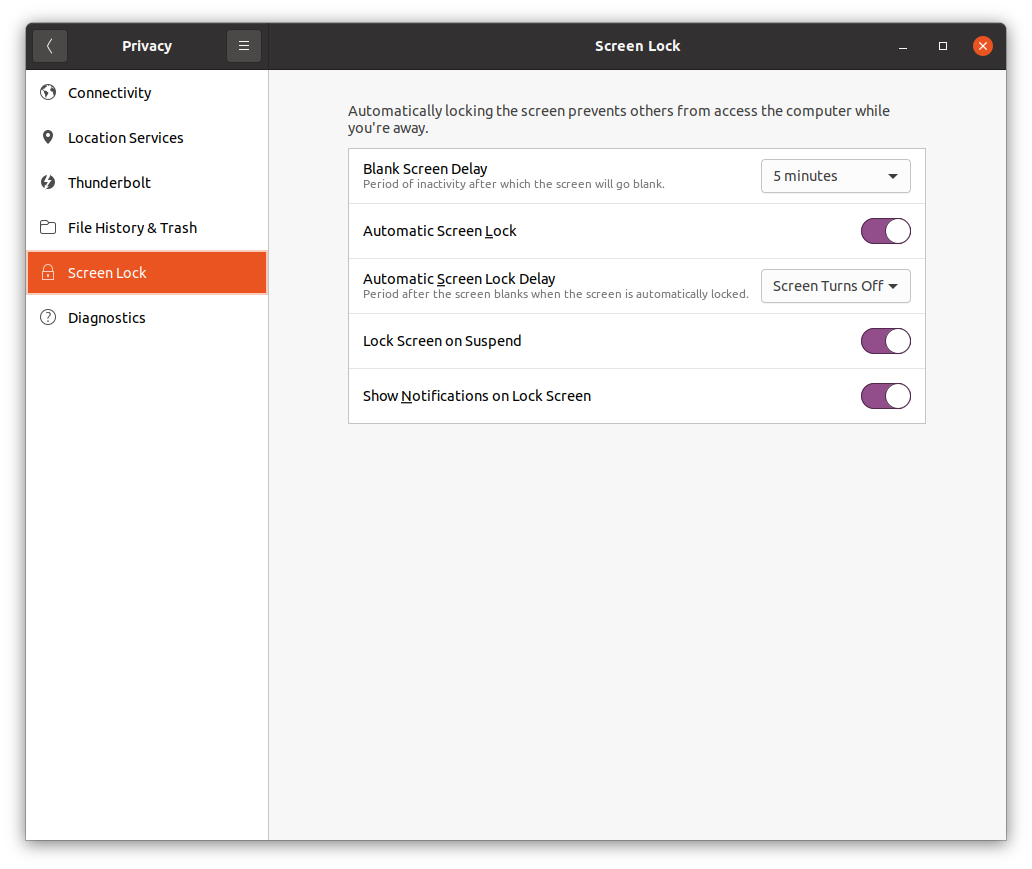 Privacy
Screen Lock
Connectivity
Location Services
Thunderbolt
File History & Trash
Screen Lock
Diagnostics
Automatically locking the screen prevents others from access the computer while
you're away.
Blank Screen Delay
Period of inactivity after which the screen will go blank.
5 minutes
Automatic Screen Lock
Automatic Screen Lock Delay
Period after the screen blanks when the screen is automatically locked.
Screen Turns Off
Lock Screen on Suspend
Show Notifications on Lock Screen